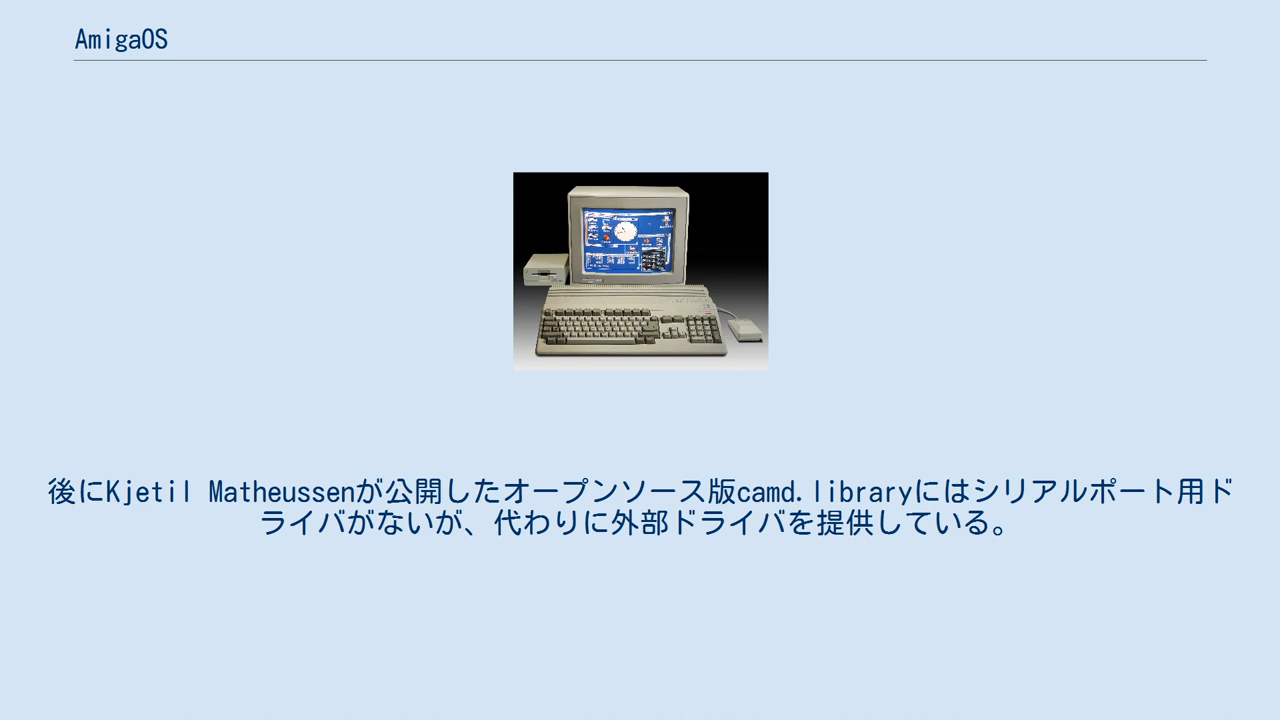 AmigaOS
後にKjetil Matheussenが公開したオープンソース版camd.libraryにはシリアルポート用ド
ライバがないが、代わりに外部ドライバを提供している。